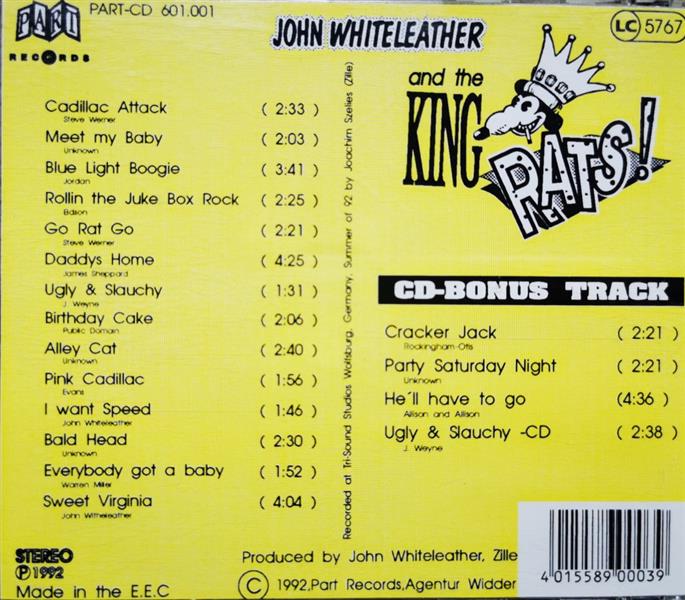 PART
RECORDS
PART-CD 601.001
JOHN WHITELEATHER
and the
KING
RATS!
LC 5767
Cadillac Attack ( 2:33 )
Steve Werner
Meet my Baby ( 2:03 )
Unknown
Blue Light Boogie ( 3:41 )
Jordan
Rollin the Juke Box Rock ( 2:25 )
Edson
Go Rat Go ( 2:21 )
Steve Werner
Daddys Home ( 4:25 )
James Sheppard
Ugly & Slauchy ( 1:31 )
J. Weyne
Birthday Cake ( 2:06 )
Public Domain
Alley Cat ( 2:40 )
Unknown
Pink Cadillac ( 1:56 )
Evans
I want Speed ( 1:46 )
John Whiteleather
Bald Head ( 2:30 )
Unknown
Everybody got a baby ( 1:52 )
Warren Miller
Sweet Virginia ( 4:04 )
John Witheleather
Recorded at Tri-Sound Studios Wolfsburg, Germany, Summer of 92 by Joachim Szelies (Zille)
CD-BONUS TRACK
Cracker Jack ( 2:21 )
Rockingham-Otis
Party Saturday Night ( 2:21 )
Unknown
He´ll have to go (4:36 )
Allison and Allison
Ugly & Slauchy -CD ( 2:38 )
J. Weyne
STEREO
P 1992
Made in the E.E.C
Produced by John Whiteleather, Zille
© 1992,Part Records,Agentur Widder
4 015589 00039